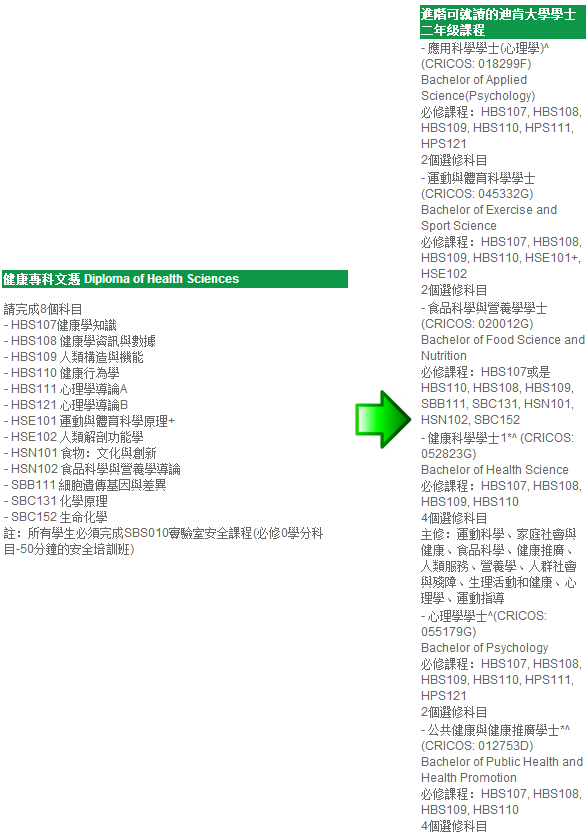 健康專科文憑 Diploma of Health Sciences
請完成8個科目
- HBS107健康學知識
- HBS108 健康學資訊與數據
- HBS109 人類構造與機能
- HBS110 健康行為學
- HBS111 心理學導論A
- HBS121 心理學導論B
- HSE101 運動與體育科學原理+
- HSE102 人類解剖功能學
- HSN101 食物：文化與創新
- HSN102 食品科學與營養學導論
- SBB111 細胞遺傳基因與差異
- SBC131 化學原理
- SBC152 生命化學
註：所有學生必須完成SBS010實驗室安全課程(必修0學分科
目-50分鐘的安全培訓班)
進階可就讀的迪肯大學學士
二年级課程
- 應用科學學士(心理學)^
(CRICOS: 018299F)
Bachelor of Applied
Science(Psychology)
必修課程：HBS107, HBS108,
HBS109, HBS110, HPS111,
HPS121
2個選修科目
- 運動與體育科學學士
(CRICOS: 045332G)
Bachelor of Exercise and
Sport Science
必修課程：HBS107, HBS108,
HBS109, HBS110, HSE101+,
HSE102
2個選修科目
- 食品科學與營養學學士
(CRICOS: 020012G)
Bachelor of Food Science and
Nutrition
必修課程：HBS107或是
HBS110, HBS108, HBS109,
SBB111, SBC131, HSN101,
HSN102, SBC152
- 健康科學學士1*^ (CRICOS:
052823G)
Bachelor of Health Science
必修課程：HBS107, HBS108,
HBS109, HBS110
4個選修科目
主修：運動科學、家庭社會與
健康、食品科學、健康推廣、
人類服務、營養學、人群社會
與殘障、生理活動和健康、心
理學、運動指導
- 心理學學士^(CRICOS:
055179G)
Bachelor of Psychology
必修課程：HBS107, HBS108,
HBS109, HBS110, HPS111,
HPS121
2個選修科目
- 公共健康與健康推廣學士*^
(CRICOS: 012753D)
Bachelor of Public Health and
Health Promotion
必修課程：HBS107, HBS108,
HBS109, HBS110
4個選修科目